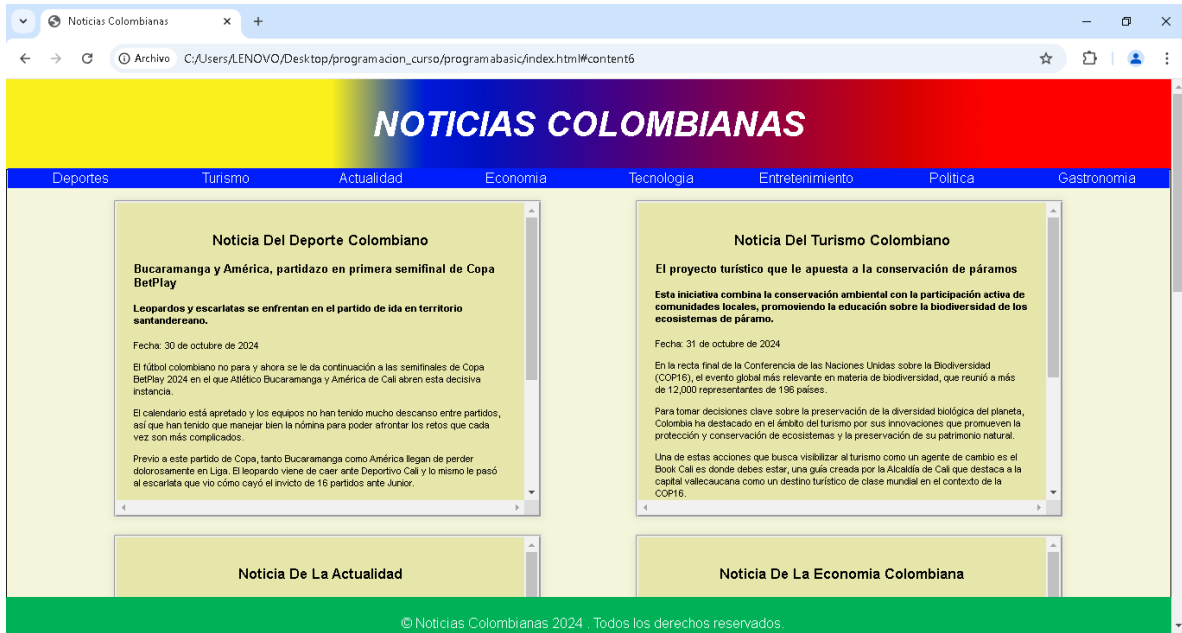 Noticias Colombianas
Archivo C:/Users/LENOVO/Desktop/programacion_curso/programabasic/index.html#content6
NOTICIAS COLOMBIANAS
Deportes Turismo Actualidad Economia Tecnologia Entretenimiento Politica Gastronomia
Noticia Del Deporte Colombiano
Bucaramanga y América, partidazo en primera semifinal de Copa
BetPlay
Leopardos y escarlatas se enfrentan en el partido de ida en territorio
santandereano.
Fecha: 30 de octubre de 2024
El fútbol colombiano no para y ahora se le da continuación a las semifinales de Copa
BetPlay 2024 en el que Atlético Bucaramanga y América de Cali abren esta decisiva
instancia.
El calendario está apretado y los equipos no han tenido mucho descanso entre partidos,
así que han tenido que manejar bien la nómina para poder afrontar los retos que cada
vez son más complicados.
Previo a este partido de Copa, tanto Bucaramanga como América llegan de perder
dolorosamente en Liga. El leopardo viene de caer ante Deportivo Cali y lo mismo le pasó
al escarlata que vio cómo cayó el invicto de 16 partidos ante Junior.
Noticia Del Turismo Colombiano
El proyecto turístico que le apuesta a la conservación de páramos
Esta iniciativa combina la conservación ambiental con la participación activa de
comunidades locales, promoviendo la educación sobre la biodiversidad de los
ecosistemas de páramo.
Fecha: 31 de octubre de 2024
En la recta final de la Conferencia de las Naciones Unidas sobre la Biodiversidad
(COP16), el evento global más relevante en materia de biodiversidad, que reunió a más
de 12,000 representantes de 196 países.
Para tomar decisiones clave sobre la preservación de la diversidad biológica del planeta,
Colombia ha destacado en el ámbito del turismo por sus innovaciones que promueven la
protección y conservación de ecosistemas y la preservación de su patrimonio natural.
Una de estas acciones que busca visibilizar al turismo como un agente de cambio es el
Book Cali es donde debes estar, una guía creada por la Alcaldía de Cali que destaca a la
capital vallecaucana como un destino turístico de clase mundial en el contexto de la
COP16.
Noticia De La Actualidad
Noticia De La Economia Colombiana
© Noticias Colombianas 2024 . Todos los derechos reservados.